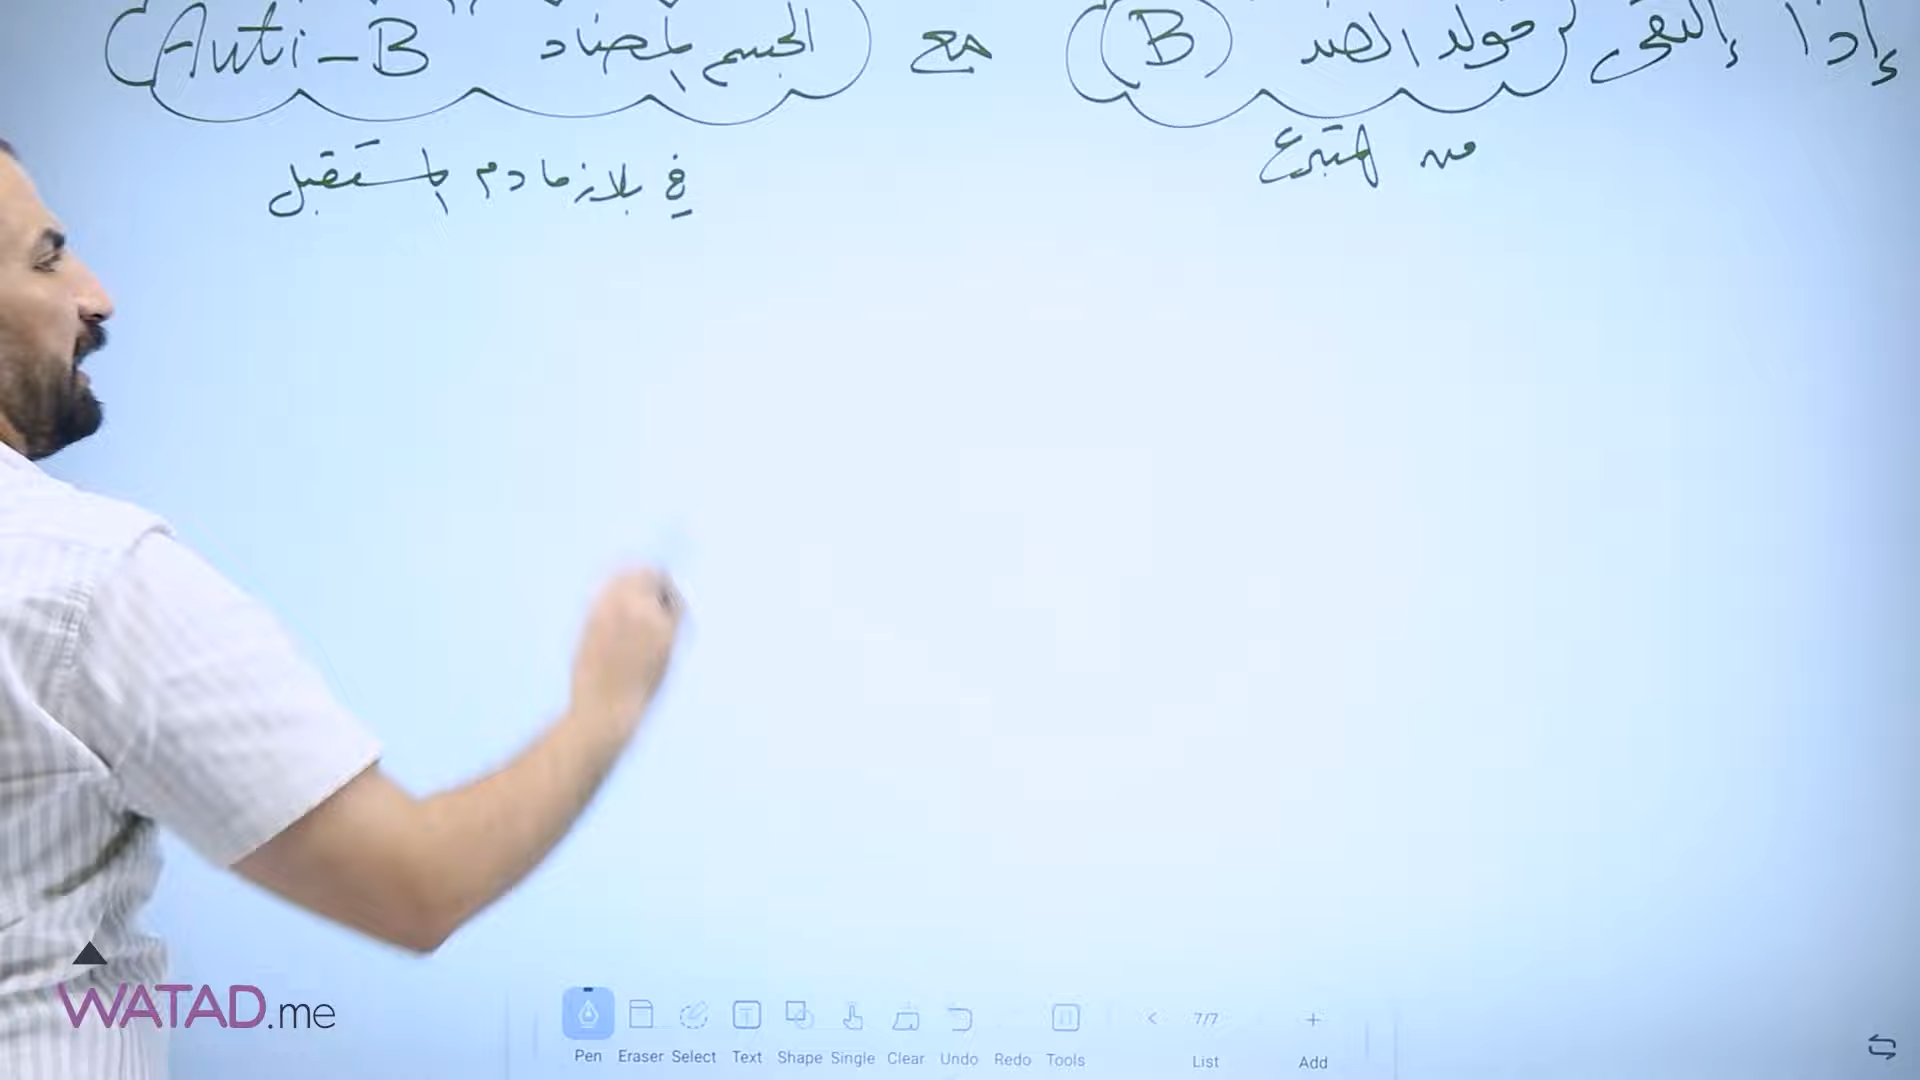 إذا إلتقى (مولد الضد (B)) مع (الجسم المضاد Anti-B)
من المتبرع
في بلازما دم المستقبل
WATAD.me
Pen Eraser Select Text Shape Single Clear Undo Redo Tools < 7/7 List + Add